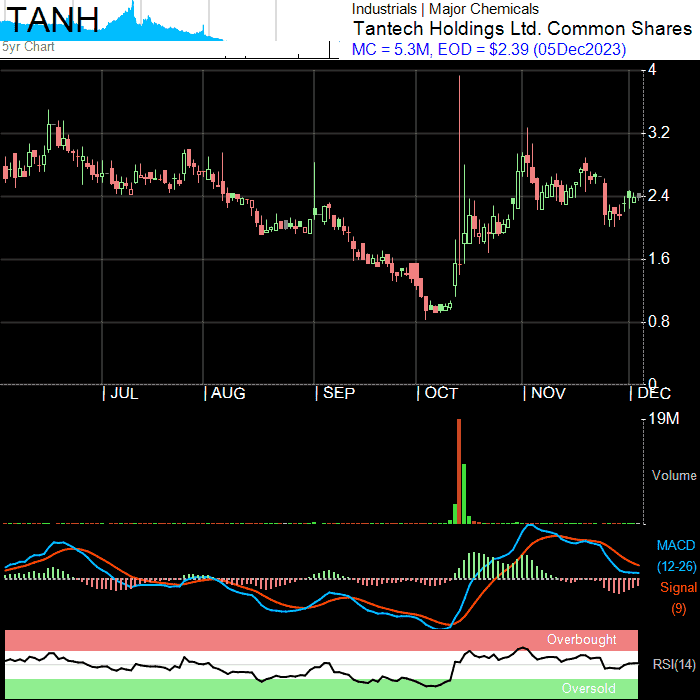 TANH
5yr Chart
Industrials | Major Chemicals
Tantech Holdings Ltd. Common Shares
MC = 5.3M, EOD = $2.39 (05Dec2023)
4
3.2
2.4
1.6
0.8
0
JUL
AUG
SEP
OCT
NOV
DEC
19M
Volume
MACD
(12-26)
Signal
(9)
Overbought
RSI(14)
Oversold